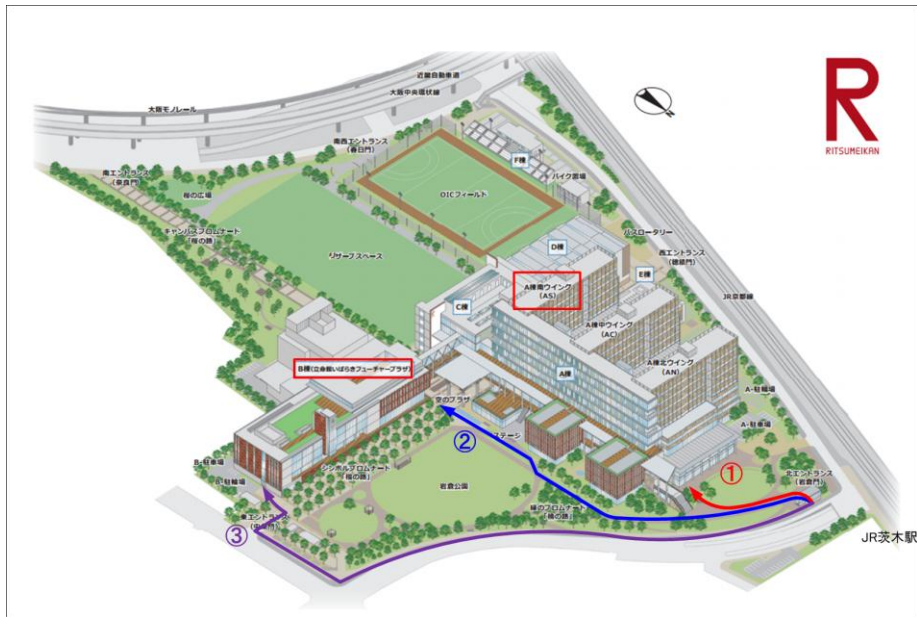 近畿自動車道
大阪中央環状線
大阪モノレール
R
RITSUMEIKAN
南西エントランス
(春日門)
F棟
南エントランス
(奈良門)
桜の広場
OICフィールド
バイク置場
キャンパスプロムナード
「桜の路」
リザーブスペース
バスロータリー
D棟
西エントランス
E棟
A棟南ウイング
(AS)
C棟
JR京都線
A棟中ウイング
(AC)
B棟(立命館いばらきフューチャープラザ)
A棟
A棟北ウイング
(AN)
空のプラザ
A-駐輪場
②
ステージ
A-駐車場
シンボルプロムナード
「楠の路」
B-駐車場
①
駐輪場
岩倉公園
北エントランス
(岩倉門)
緑のプロムナード
東エントランス
③
JR茨木駅